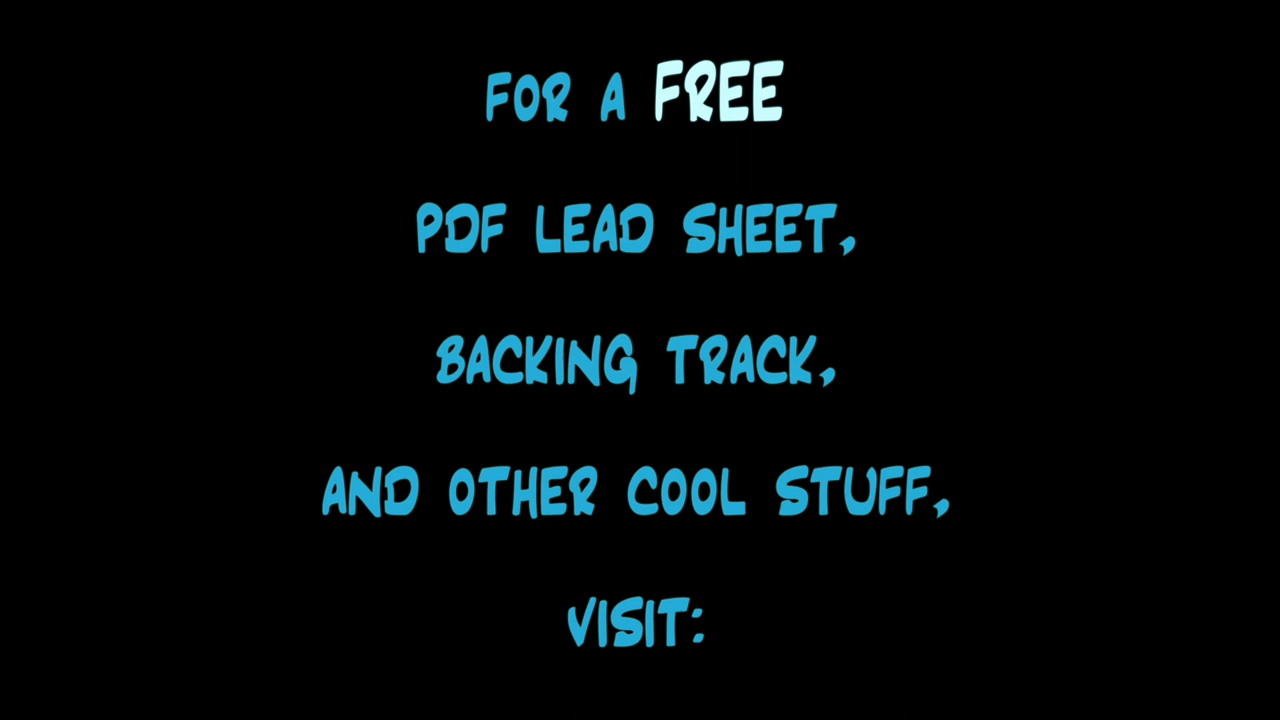 FOR A FREE
PDF LEAD SHEET,
BACKING TRACK,
AND OTHER COOL STUFF,
VISIT: